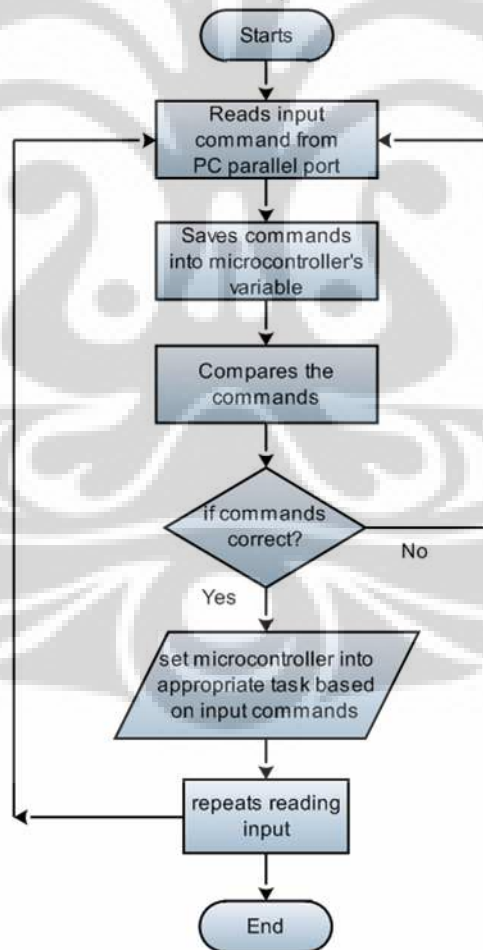 Starts
Reads input
command from
PC parallel port
Saves commands
into microcontroller's
variable
Compares the
commands
if commands
correct?
No
Yes
set microcontroller into
appropriate task based
on input commands
repeats reading
input
End